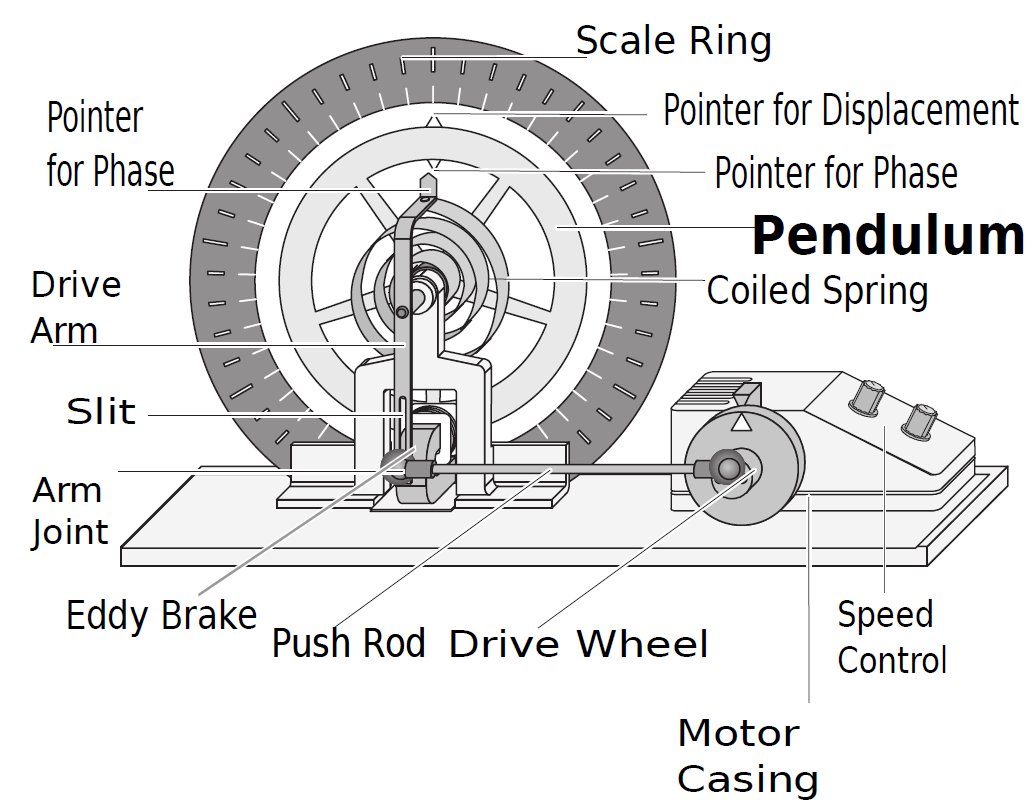 Scale Ring
Pointer for Displacement
Pointer
for Phase
Pointer for Phase
Pendulum
Drive
Arm
Coiled Spring
Slit
Arm
Joint
Eddy Brake
Push Rod
Drive Wheel
Speed
Control
Motor
Casing